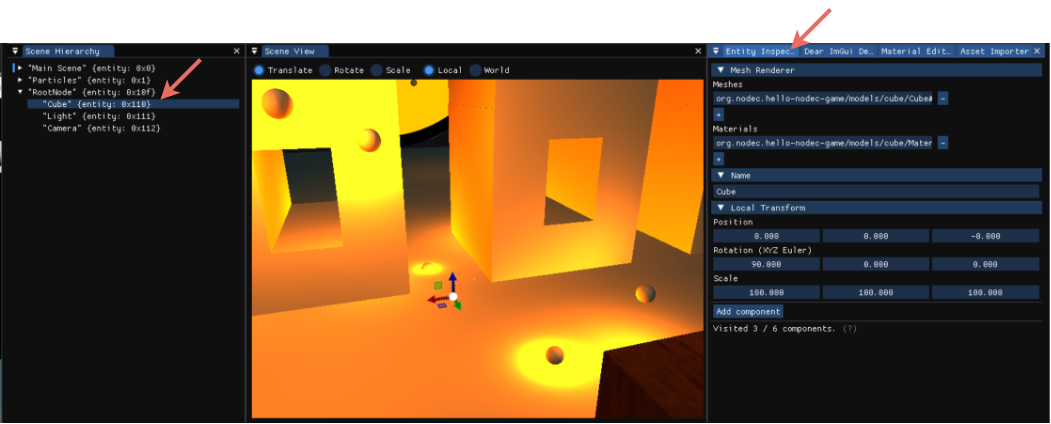 Scene Hierarchy
"Main Scene" {entity: 0x0}
"Particles" {entity: 0x1}
"RootNode" {entity: 0x10f}
"Cube" {entity: 0x110}
"Light" {entity: 0x111}
"Camera" {entity: 0x112}
Scene View
Translate Rotate Scale Local World
Entity Inspec… Dear ImGui De… Material Edit… Asset Importer
Mesh Renderer
Meshes
org.nodec.hello-nodec-game/models/cube/Cube
-
+
Materials
org.nodec.hello-nodec-game/models/cube/Mater
-
+
Name
Cube
Local Transform
Position
0.000 0.000 -0.000
Rotation (XYZ Euler)
90.000 0.000 0.000
Scale
100.000 100.000 100.000
Add component
Visited 3 / 6 components. (?)